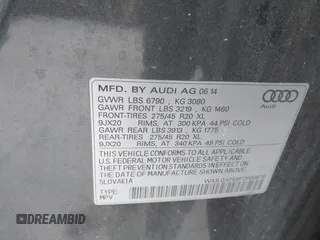 MFD. BY AUDI AG 06 14
GVWR LBS 6790 , KG 3080
GAWR FRONT LBS 3219 , KG 1460
FRONT-TIRES 275/45 R20 XL
9JX20 RIMS, AT 300 KPA 44 PSI COLD
GAWR REAR LBS 3913 , KG 1775
REAR-TIRES 275/45 R20 XL
9JX20 RIMS, AT 340 KPA 49 PSI COLD
THIS VEHICLE CONFORMS TO ALL APPLICABLE
U.S. FEDERAL MOTOR VEHICLE SAFETY AND
THEFT PREVENTION STANDARDS IN EFFECT ON
THE DATE OF MANUFACTURE SHOWN ABOVE
SLOVAKIA
TYPE:
MPV
Audi
DRIFTBID